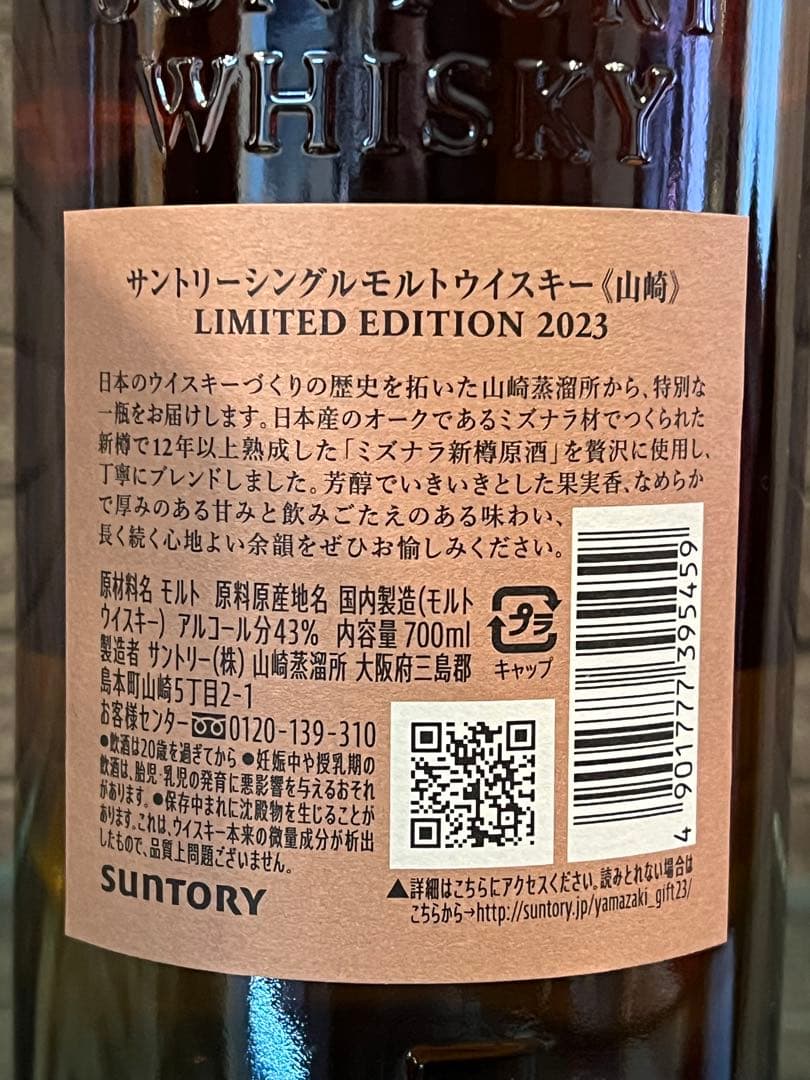 SUNTORY
WHISKY
サントリーシングルモルトウイスキー《山崎》
LIMITED EDITION 2023
日本のウイスキーづくりの歴史を拓いた山崎蒸溜所から、特別な
一瓶をお届けします。日本産のオークであるミズナラ材でつくられた
新樽で12年以上熟成した「ミズナラ新樽原酒」を贅沢に使用し、
丁寧にブレンドしました。芳醇でいきいきとした果実香、なめらか
で厚みのある甘みと飲みごたえのある味わい、
長く続く心地よい余韻をぜひお愉しみください。
原材料名 モルト 原料原産地名 国内製造(モルト
ウイスキー) アルコール分43% 内容量700ml
製造者 サントリー(株) 山崎蒸溜所 大阪府三島郡
島本町山崎5丁目2-1
お客様センター 0120-139-310
●飲酒は20歳を過ぎてから ●妊娠中や授乳期の
飲酒は、胎児・乳児の発育に悪影響を与えるおそれ
があります。●保存中まれに沈殿物を生じることが
あります。これは、ウイスキー本来の微量成分が析出
したもので、品質上問題ございません。
SUNTORY
プラ
キャップ
4 901777 395459
▲詳細はこちらにアクセスください。読みとれない場合は
こちらから→http://suntory.jp/yamazaki_gift23/